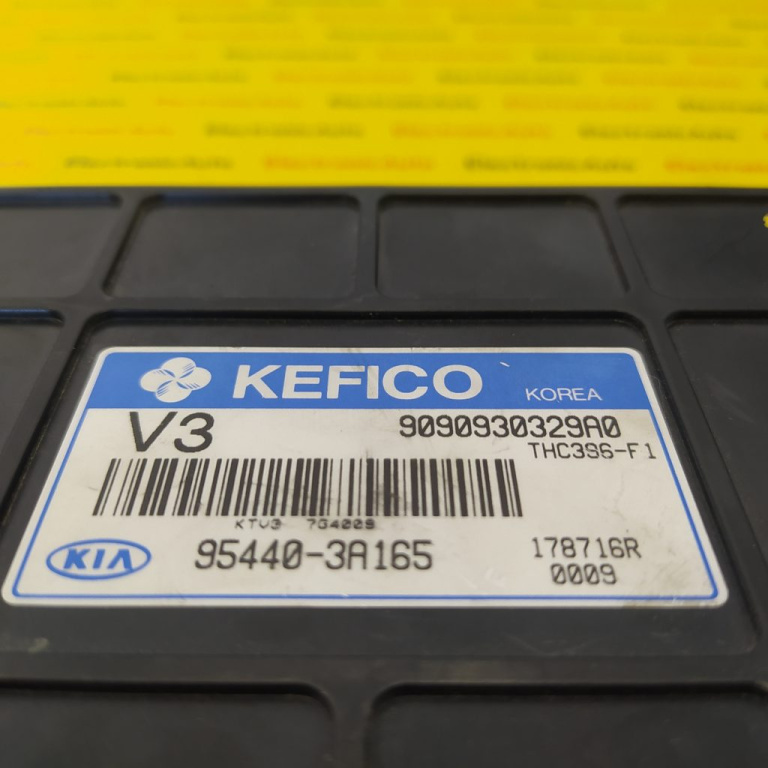 KEFICO KOREA
V3 9090930329A0
THC3S6-F1
KTV3 7G4009
KIA 95440-3A165 178716R
0009